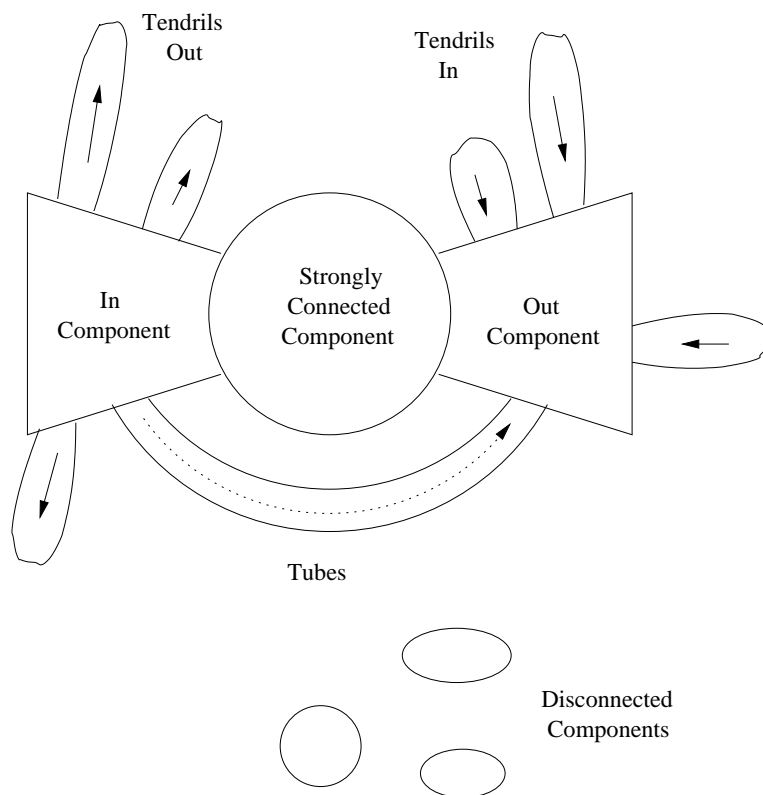 Tendrils
Out
Tendrils
In
In
Component
Strongly
Connected
Component
Out
Component
Tubes
Disconnected
Components